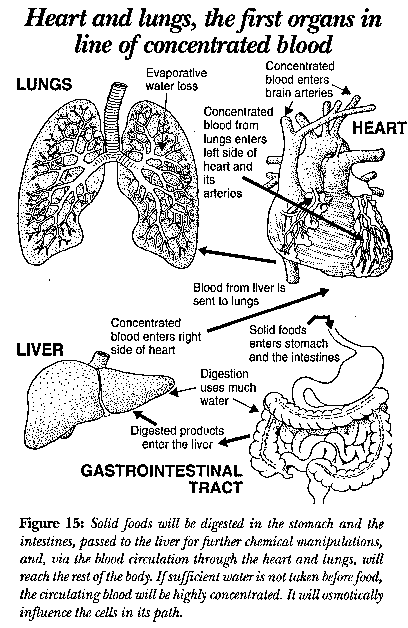 Heart and lungs, the first organs in
line of concentrated blood
LUNGS
Evaporative
water loss
Concentrated
blood enters
brain arteries
HEART
Concentrated
blood from
lungs enters
left side of
heart and
its
arteries
Blood from liver is
sent to lungs
Concentrated
blood enters right
side of heart
Solid foods
enters stomach
and the intestines
LIVER
Digestion
uses much
water
Digested products
enter the liver
GASTROINTESTINAL
TRACT
Figure 15: Solid foods will be digested in the stomach and the
intestines, passed to the liver for further chemical manipulations,
and, via the blood circulation through the heart and lungs, will
reach the rest of the body. If sufficient water is not taken before food,
the circulating blood will be highly concentrated. It will osmotically
influence the cells in its path.